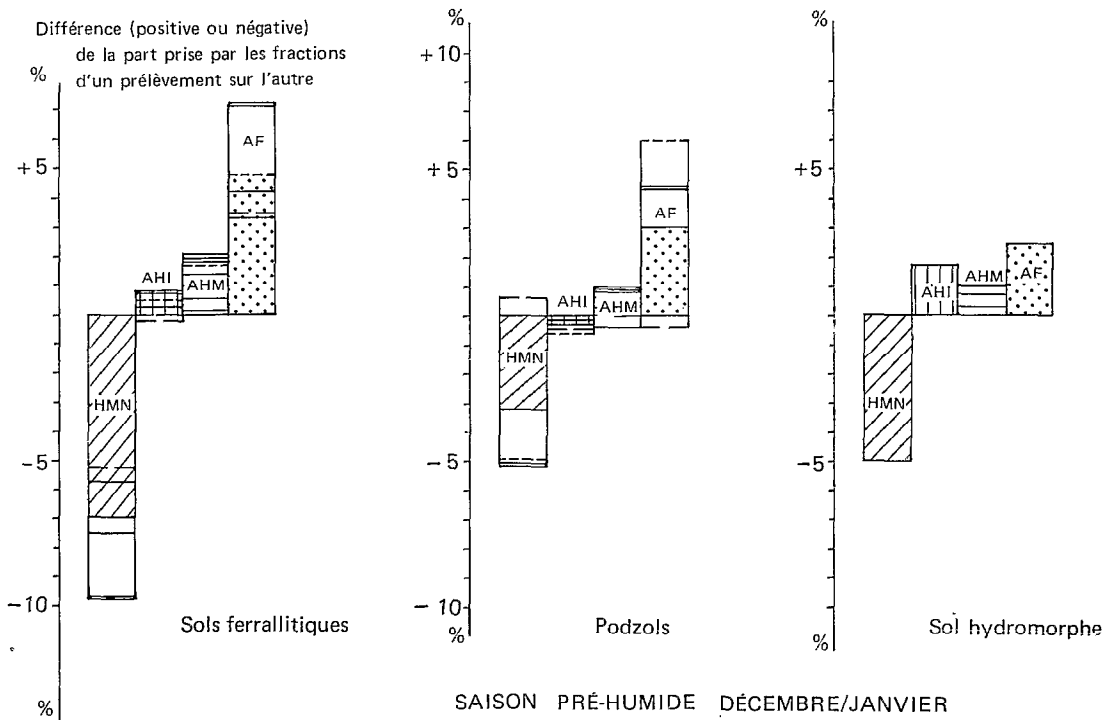 Différence (positive ou négative)
de la part prise par les fractions
d'un prélèvement sur l'autre
%
+5
-5
-10
%
AF
AHI
AHM
HMN
Sols ferrallitiques
%
+10
+5
-5
-10
%
AF
AHI
AHM
HMN
Podzols
%
+5
-5
%
AHI
AHM
AF
HMN
Sol hydromorphe
SAISON PRÉ-HUMIDE DÉCEMBRE/JANVIER